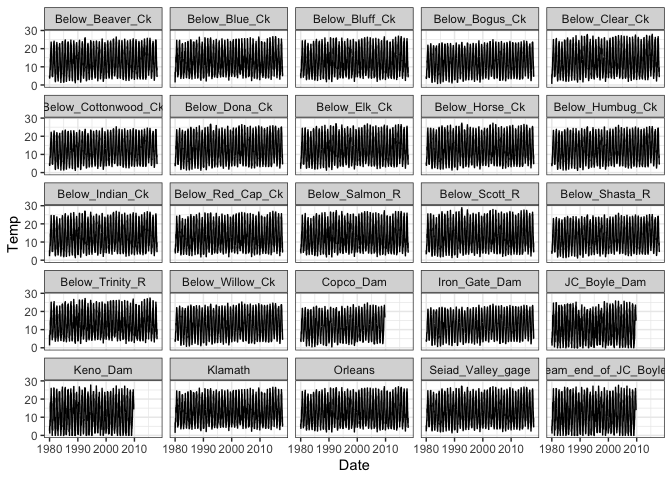 Below_Beaver_Ck Below_Blue_Ck Below_Bluff_Ck Below_Bogus_Ck Below_Clear_Ck
30
20
10
0
Below_Cottonwood_Ck Below_Dona_Ck Below_Elk_Ck Below_Horse_Ck Below_Humbug_Ck
30
20
10
0
Below_Indian_Ck Below_Red_Cap_Ck Below_Salmon_R Below_Scott_R Below_Shasta_R
30
20
10
0
Temp
Below_Trinity_R Below_Willow_Ck Copco_Dam Iron_Gate_Dam JC_Boyle_Dam
30
20
10
0
Keno_Dam Klamath Orleans Seiad_Valley_gage eam_end_of_JC_Boyle
30
20
10
0
1980 1990 2000 2010 1980 1990 2000 2010 1980 1990 2000 2010 1980 1990 2000 2010 1980 1990 2000 2010
Date